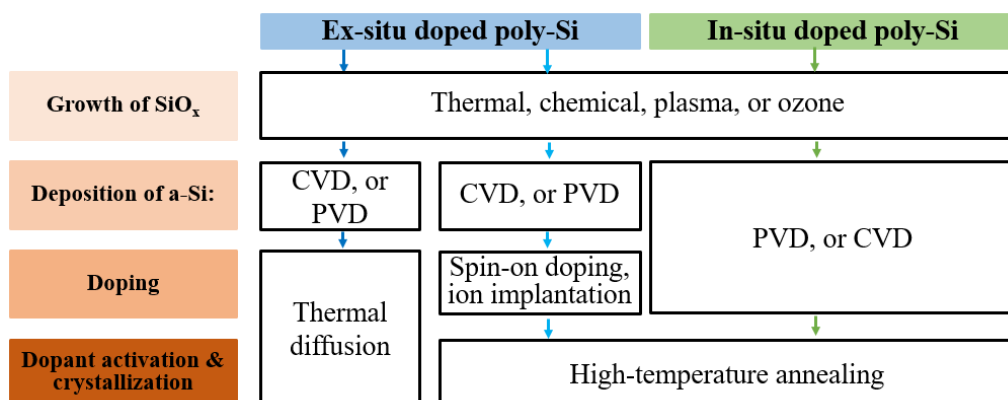 Ex-situ doped poly-Si
In-situ doped poly-Si
Growth of SiOx
Thermal, chemical, plasma, or ozone
Deposition of a-Si:
CVD, or
PVD
CVD, or PVD
PVD, or CVD
Doping
Spin-on doping,
ion implantation
Thermal
diffusion
Dopant activation &
crystallization
High-temperature annealing